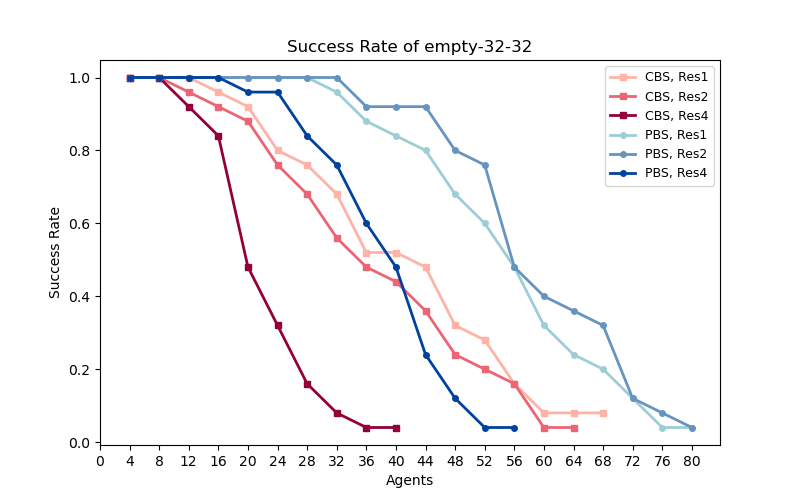 Success Rate of empty-32-32
CBS, Res1
CBS, Res2
CBS, Res4
PBS, Res1
PBS, Res2
PBS, Res4
Success Rate
1.0
0.8
0.6
0.4
0.2
0.0
0 4 8 12 16 20 24 28 32 36 40 44 48 52 56 60 64 68 72 76 80
Agents